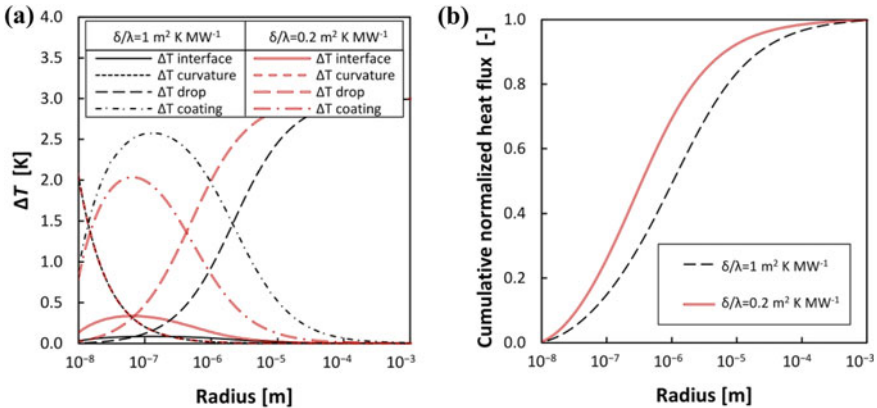 (a)
4.0
3.5
3.0
2.5
2.0
1.5
1.0
0.5
0.0
ΔT [K]
δ/λ=1 m² K MW⁻¹ δ/λ=0.2 m² K MW⁻¹
ΔT interface ΔT interface
ΔT curvature ΔT curvature
ΔT drop ΔT drop
ΔT coating ΔT coating
10⁻⁸ 10⁻⁷ 10⁻⁶ 10⁻⁵ 10⁻⁴ 10⁻³
Radius [m]
(b)
1.0
0.8
0.6
0.4
0.2
0.0
Cumulative normalized heat flux [-]
δ/λ=1 m² K MW⁻¹
δ/λ=0.2 m² K MW⁻¹
10⁻⁸ 10⁻⁷ 10⁻⁶ 10⁻⁵ 10⁻⁴ 10⁻³
Radius [m]